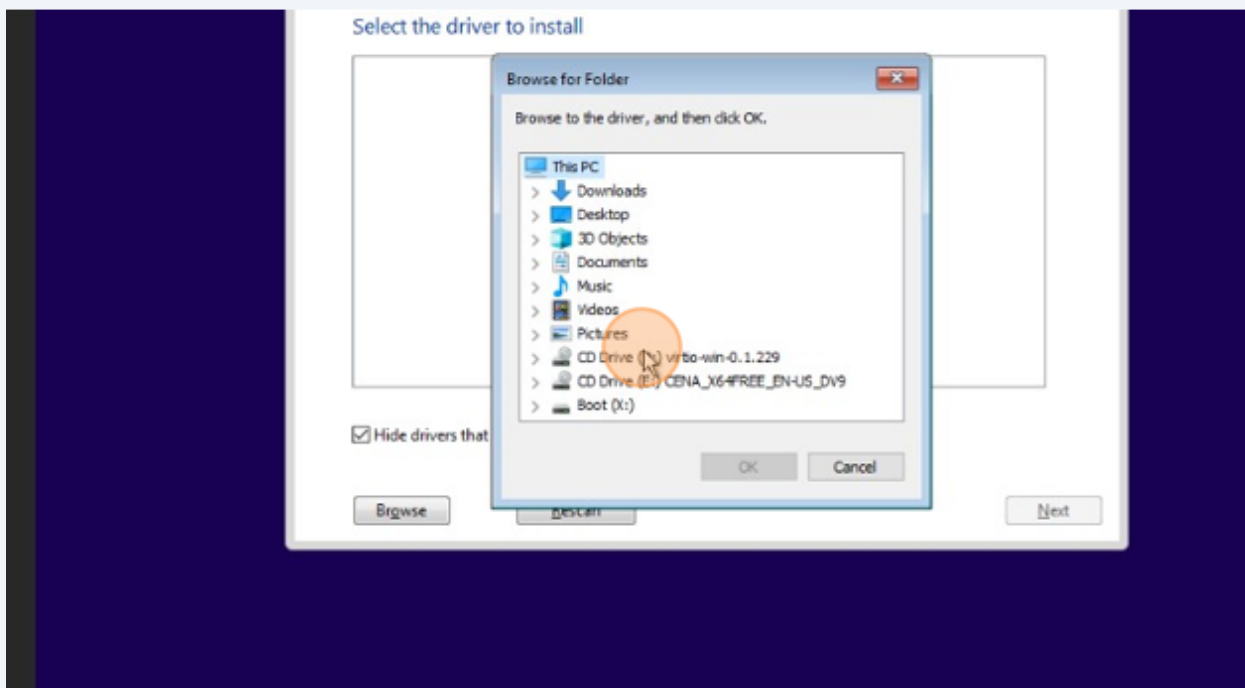 Select the driver to install
Browse for Folder
Browse to the driver, and then click OK.
This PC
Downloads
Desktop
3D Objects
Documents
Music
Videos
Pictures
CD Drive (D:) virtio-win-0.1.229
CD Drive (E:) CENA_X64FREE_EN-US_DV9
Boot (X:)
Hide drivers that
OK Cancel
Browse Rescan Next